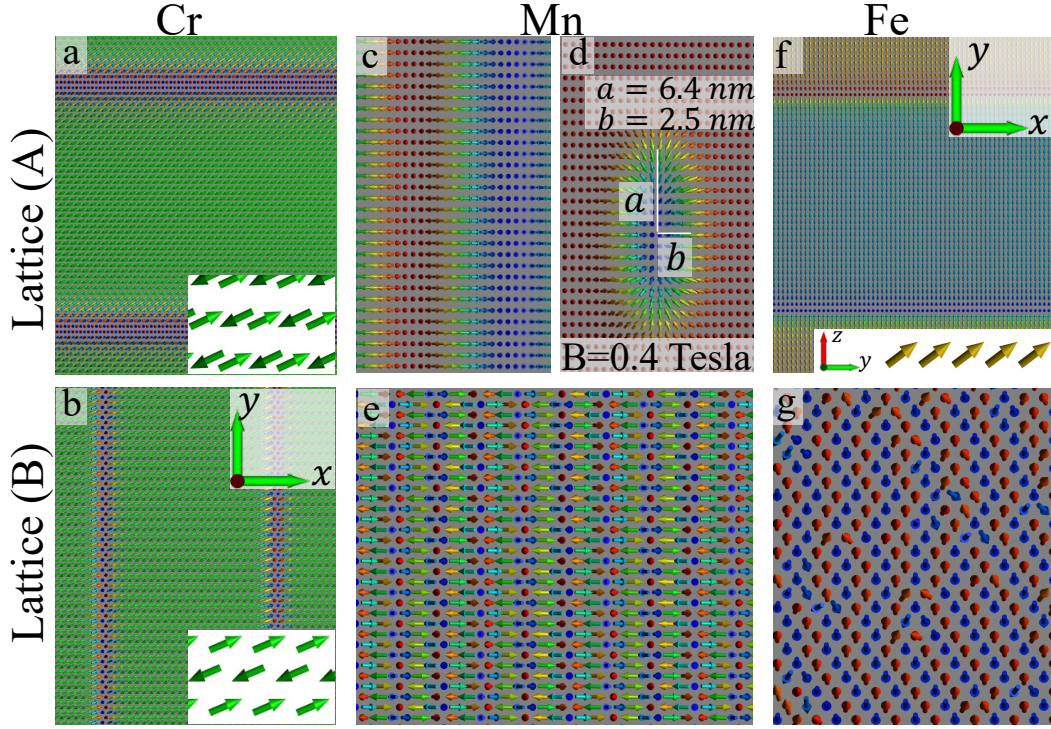 Cr
Mn
Fe
Lattice (A)
a
c
d
a = 6.4 nm
b = 2.5 nm
a
b
B=0.4 Tesla
f
y
x
z
y
Lattice (B)
b
y
x
e
g